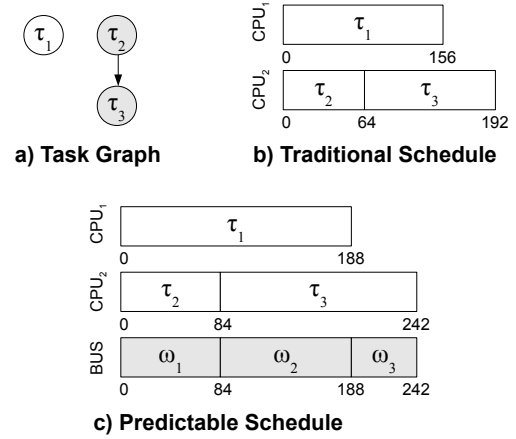 τ1 τ2
τ3
a) Task Graph
CPU1
τ1
0 156
CPU2
τ2 τ3
0 64 192
b) Traditional Schedule
CPU1
τ1
0 188
CPU2
τ2 τ3
0 84 242
BUS
ω1 ω2 ω3
0 84 188 242
c) Predictable Schedule